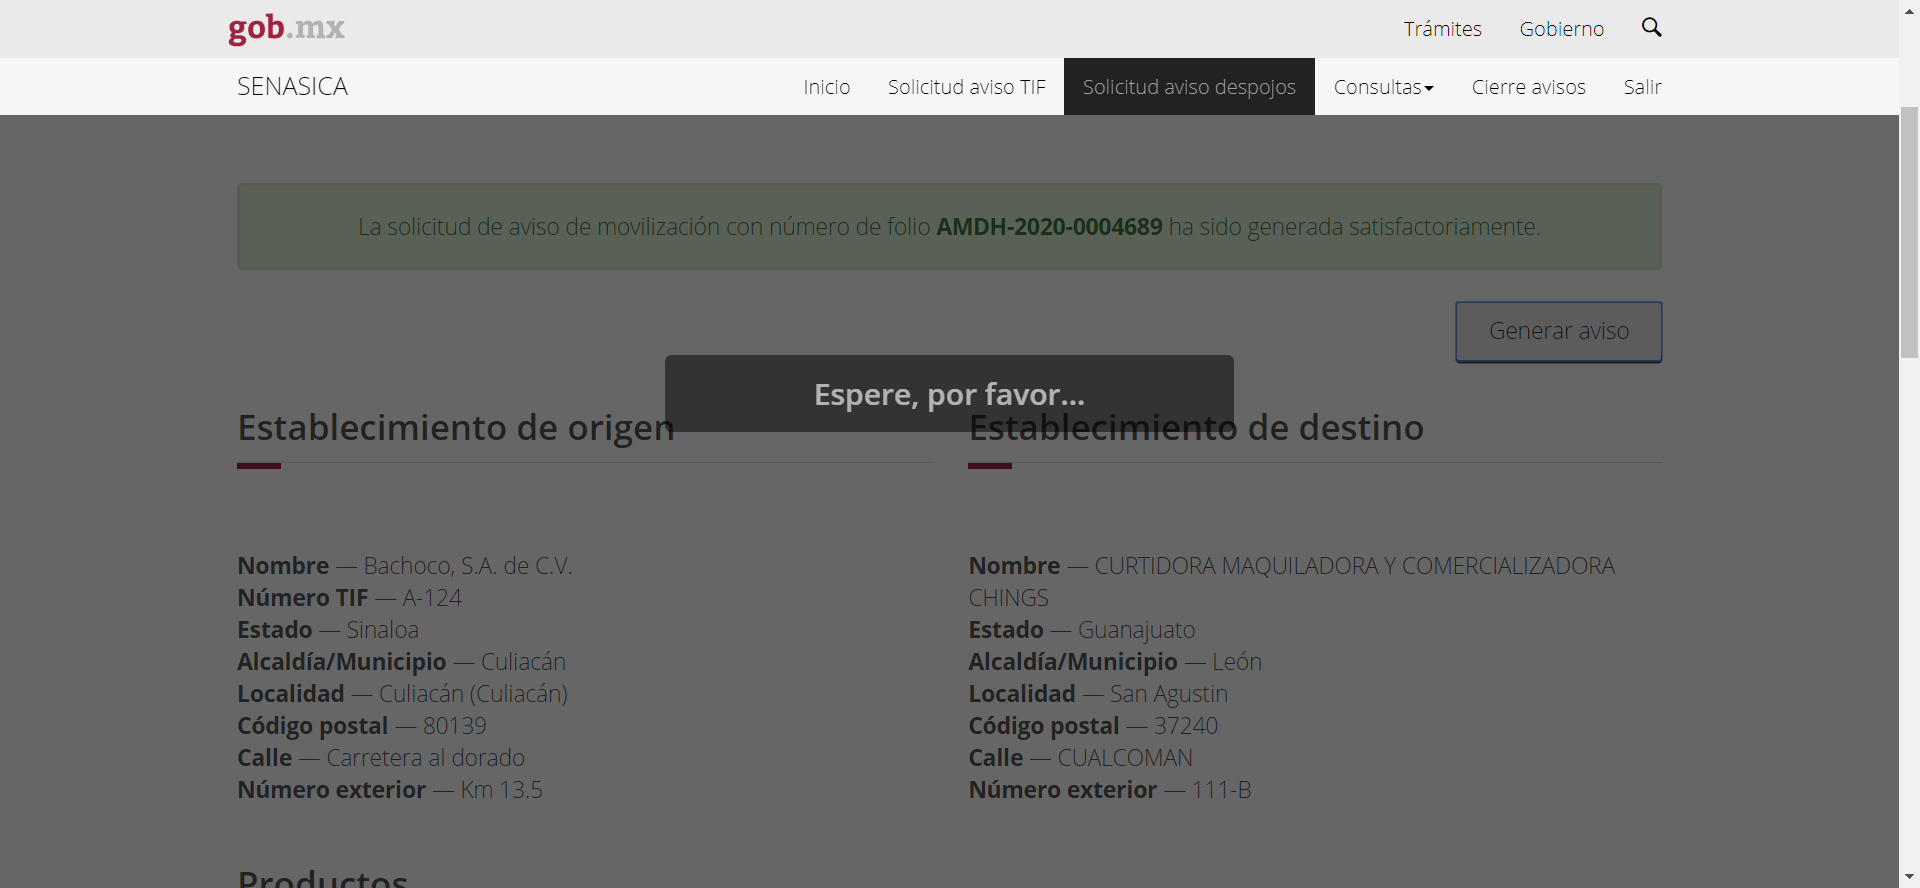 gob.mx
Trámites
Gobierno
SENASICA
Inicio
Solicitud aviso TIF
Solicitud aviso despojos
Consultas
Cierre avisos
Salir
La solicitud de aviso de movilización con número de folio AMDH-2020-0004689 ha sido generada satisfactoriamente.
Generar aviso
Espere, por favor...
Establecimiento de origen
Nombre — Bachoco, S.A. de C.V.
Número TIF — A-124
Estado — Sinaloa
Alcaldía/Municipio — Culiacán
Localidad — Culiacán (Culiacán)
Código postal — 80139
Calle — Carretera al dorado
Número exterior — Km 13.5
Establecimiento de destino
Nombre — CURTIDORA MAQUILADORA Y COMERCIALIZADORA
CHINGS
Estado — Guanajuato
Alcaldía/Municipio — León
Localidad — San Agustin
Código postal — 37240
Calle — CUALCOMAN
Número exterior — 111-B
Productos